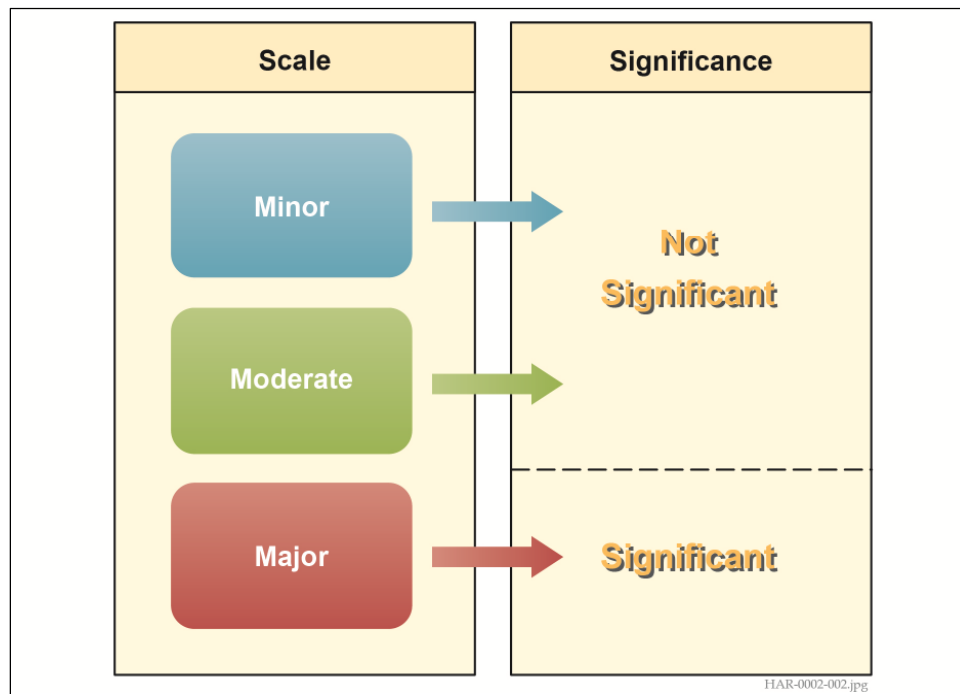 Scale
Significance
Minor
Not
Significant
Moderate
Major
Significant
HAR-0002-002.jpg